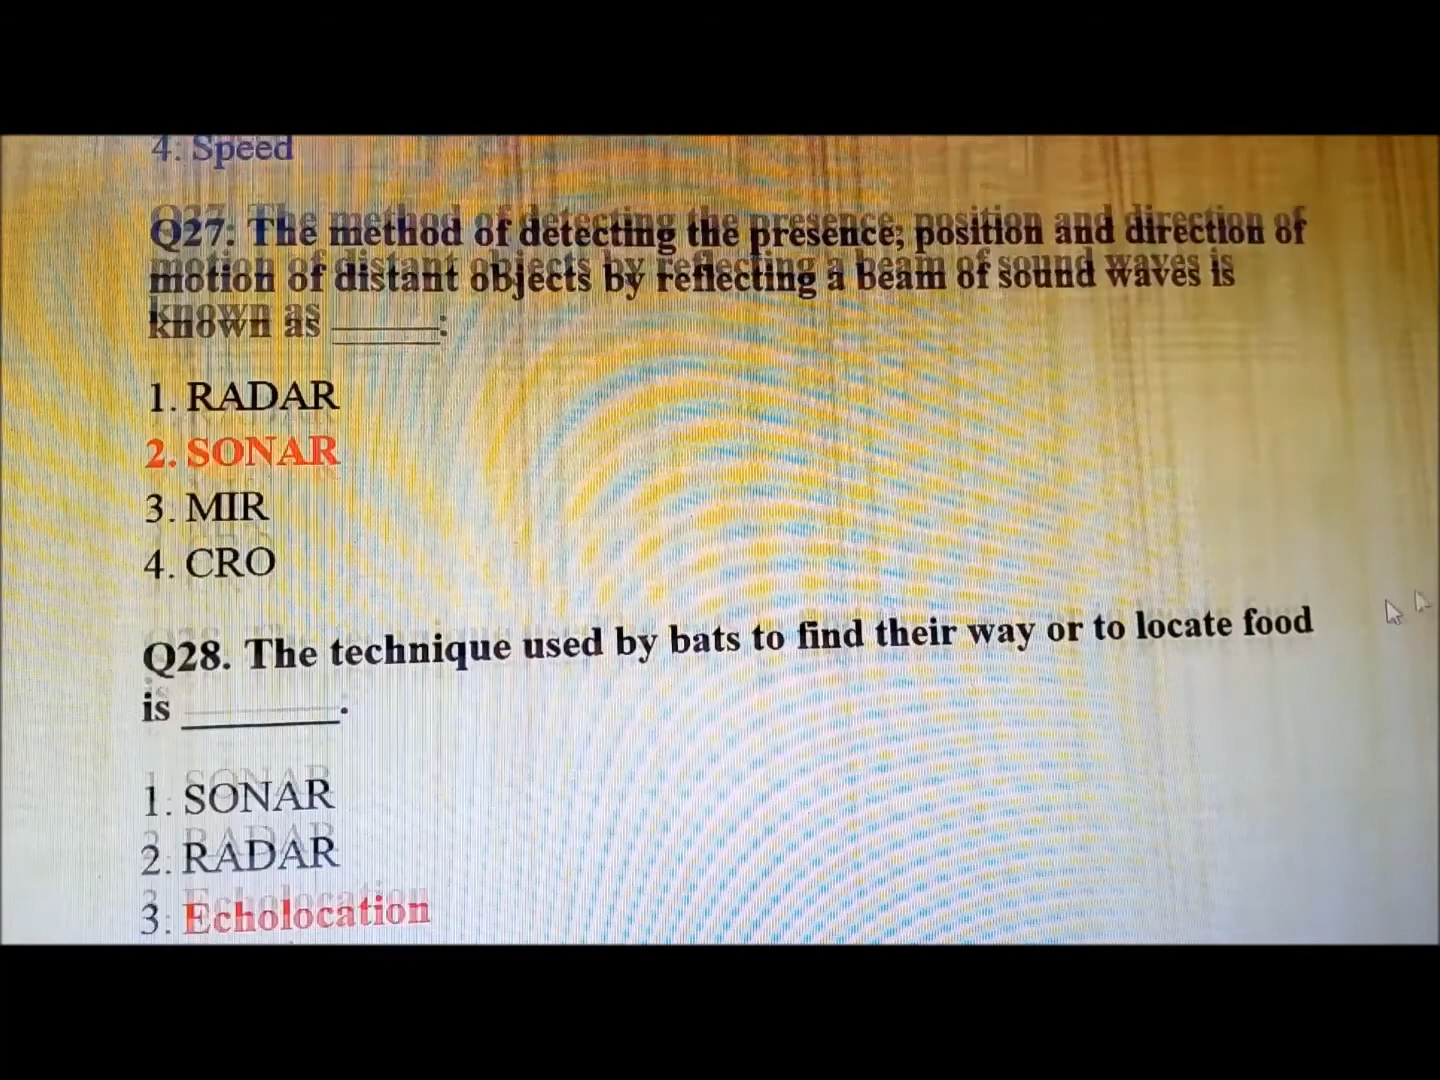 4. Speed
Q27. The method of detecting the presence, position and direction of
motion of distant objects by reflecting a beam of sound waves is
known as ______.
1. RADAR
2. SONAR
3. MIR
4. CRO
Q28. The technique used by bats to find their way or to locate food
is ________.
1. SONAR
2. RADAR
3. Echolocation